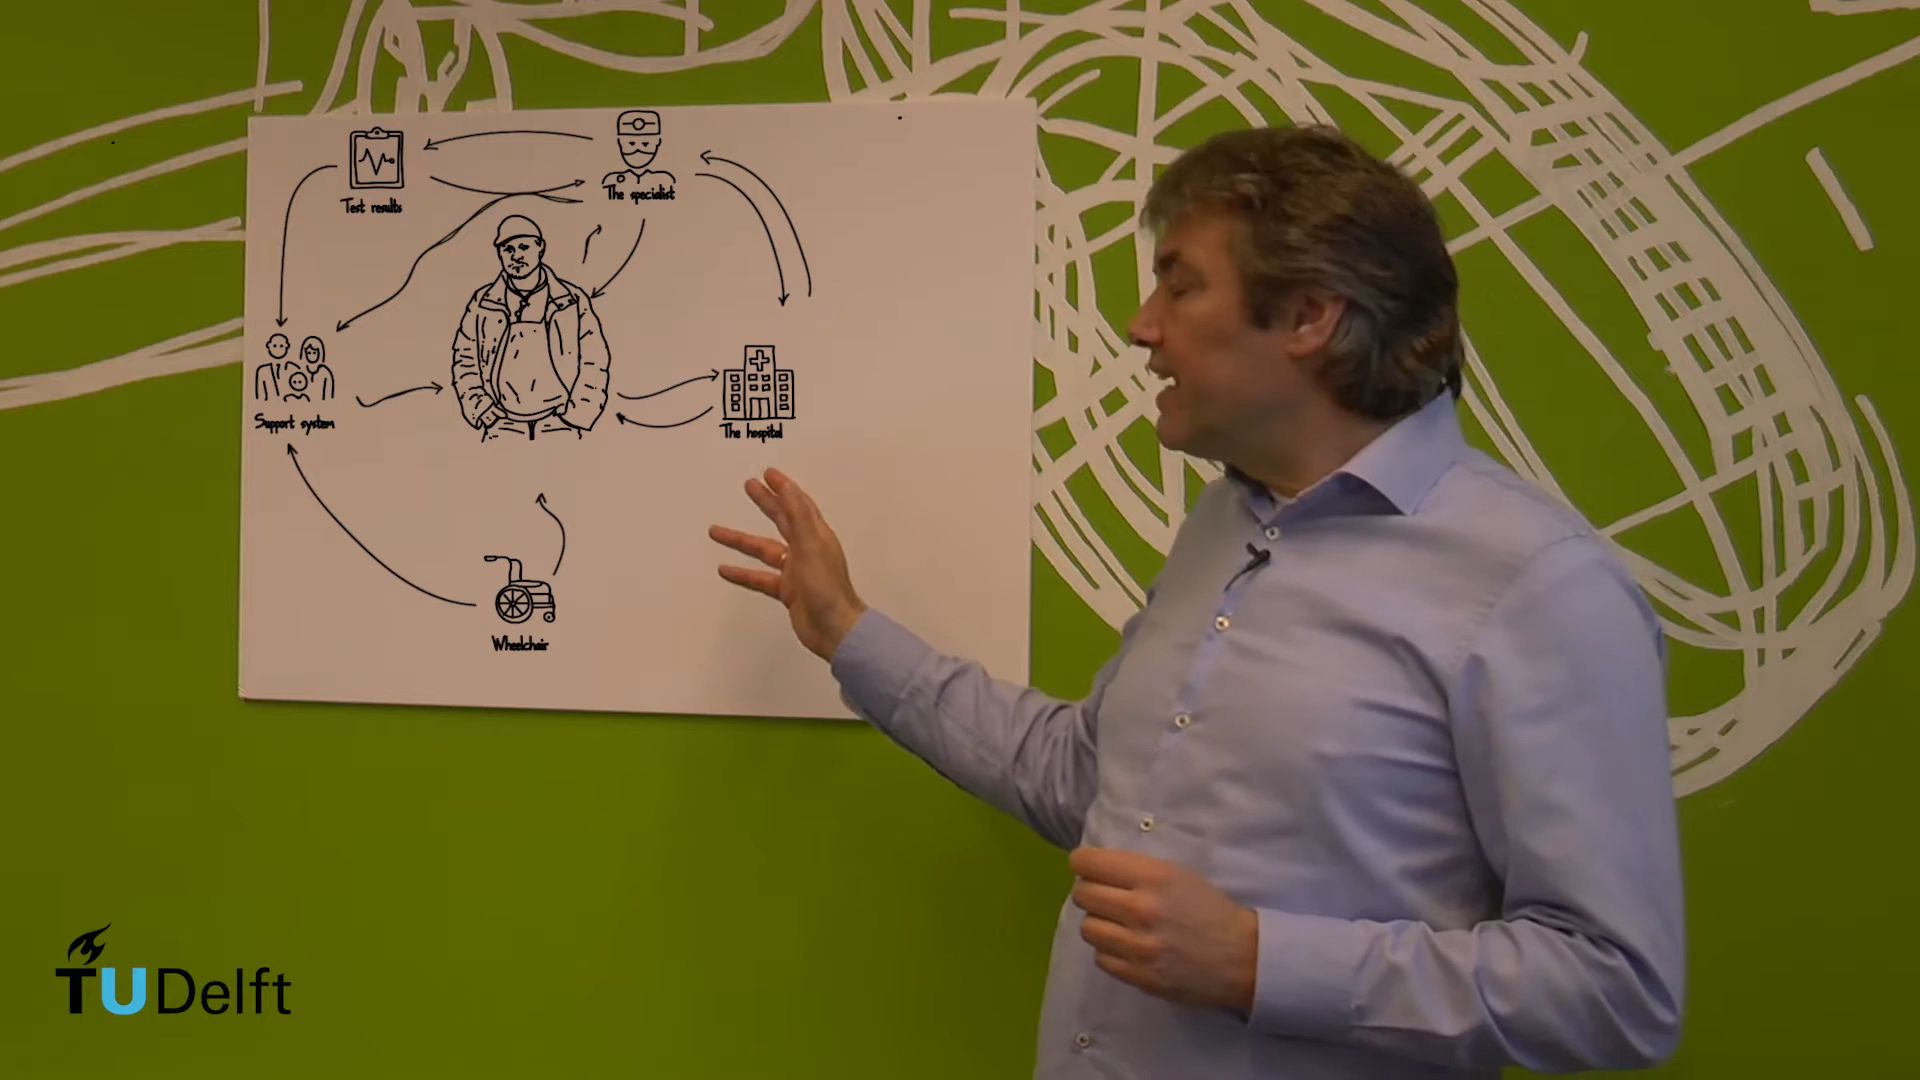 Test results
The specialist
Support system
The hospital
Wheelchair
TU Delft